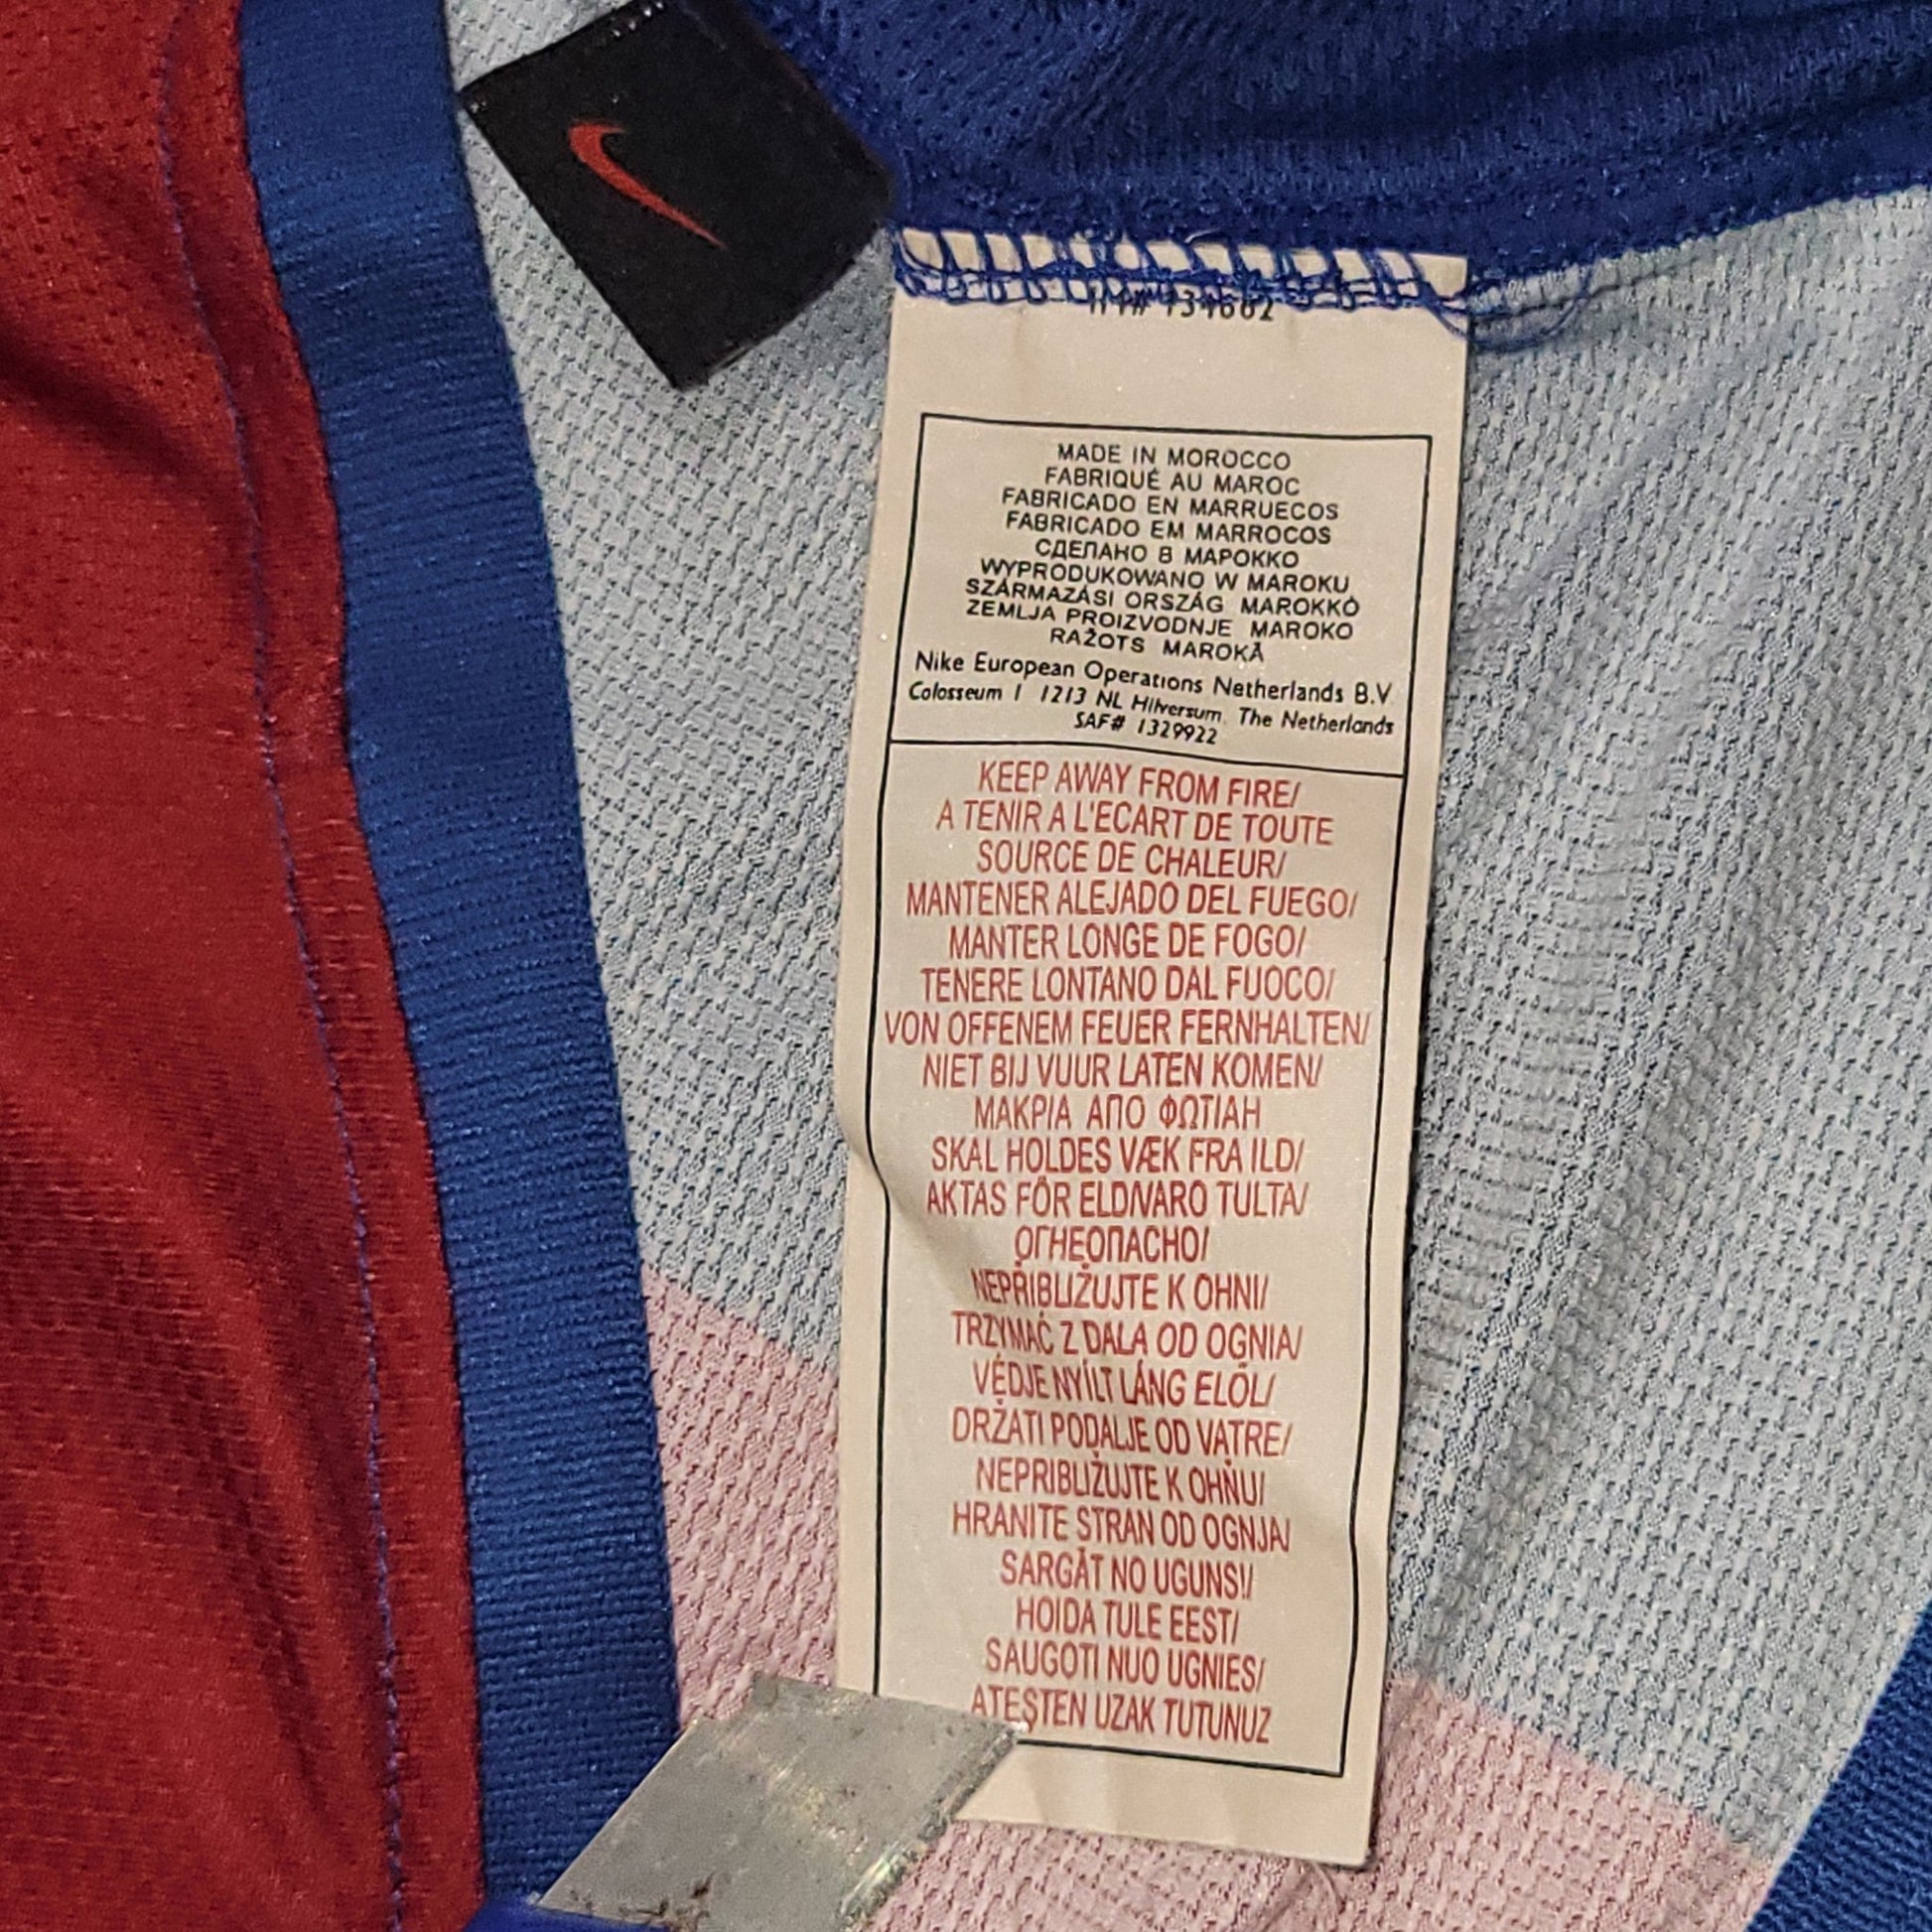 MADE IN MOROCCO
FABRIQUÉ AU MAROC
FABRICADO EN MARRUECOS
FABRICADO EM MARROCOS
СДЕЛАНО В МАРОККО
WYPRODUKOWANO W MAROKU
SZÁRMAZÁSI ORSZÁG MAROKKÓ
ZEMLJA PROIZVODNJE MAROKO
RAŽOTS MAROKĀ
Nike European Operations Netherlands B.V
Colosseum 1 1213 NL Hilversum. The Netherlands
SAF# 1329922
KEEP AWAY FROM FIRE/
A TENIR A L'ECART DE TOUTE
SOURCE DE CHALEUR/
MANTENER ALEJADO DEL FUEGO/
MANTER LONGE DE FOGO/
TENERE LONTANO DAL FUOCO/
VON OFFENEM FEUER FERNHALTEN/
NIET BIJ VUUR LATEN KOMEN/
ΜΑΚΡΙΑ ΑΠΟ ΦΩΤΙΑΗ
SKAL HOLDES VÆK FRA ILD/
AKTAS FÖR ELD/VARO TULTA/
ОГНЕОПАСНО/
NEPŘIBLIŽUJTE K OHNI/
TRZYMAĆ Z DALA OD OGNIA/
VÉDJE NYÍLT LÁNG ELŐL/
DRŽATI PODALJE OD VATRE/
NEPRIBLIŽUJTE K OHŇU/
HRANITE STRAN OD OGNJA/
SARGĀT NO UGUNS!/
HOIDA TULE EEST/
SAUGOTI NUO UGNIES/
ATEŞTEN UZAK TUTUNUZ